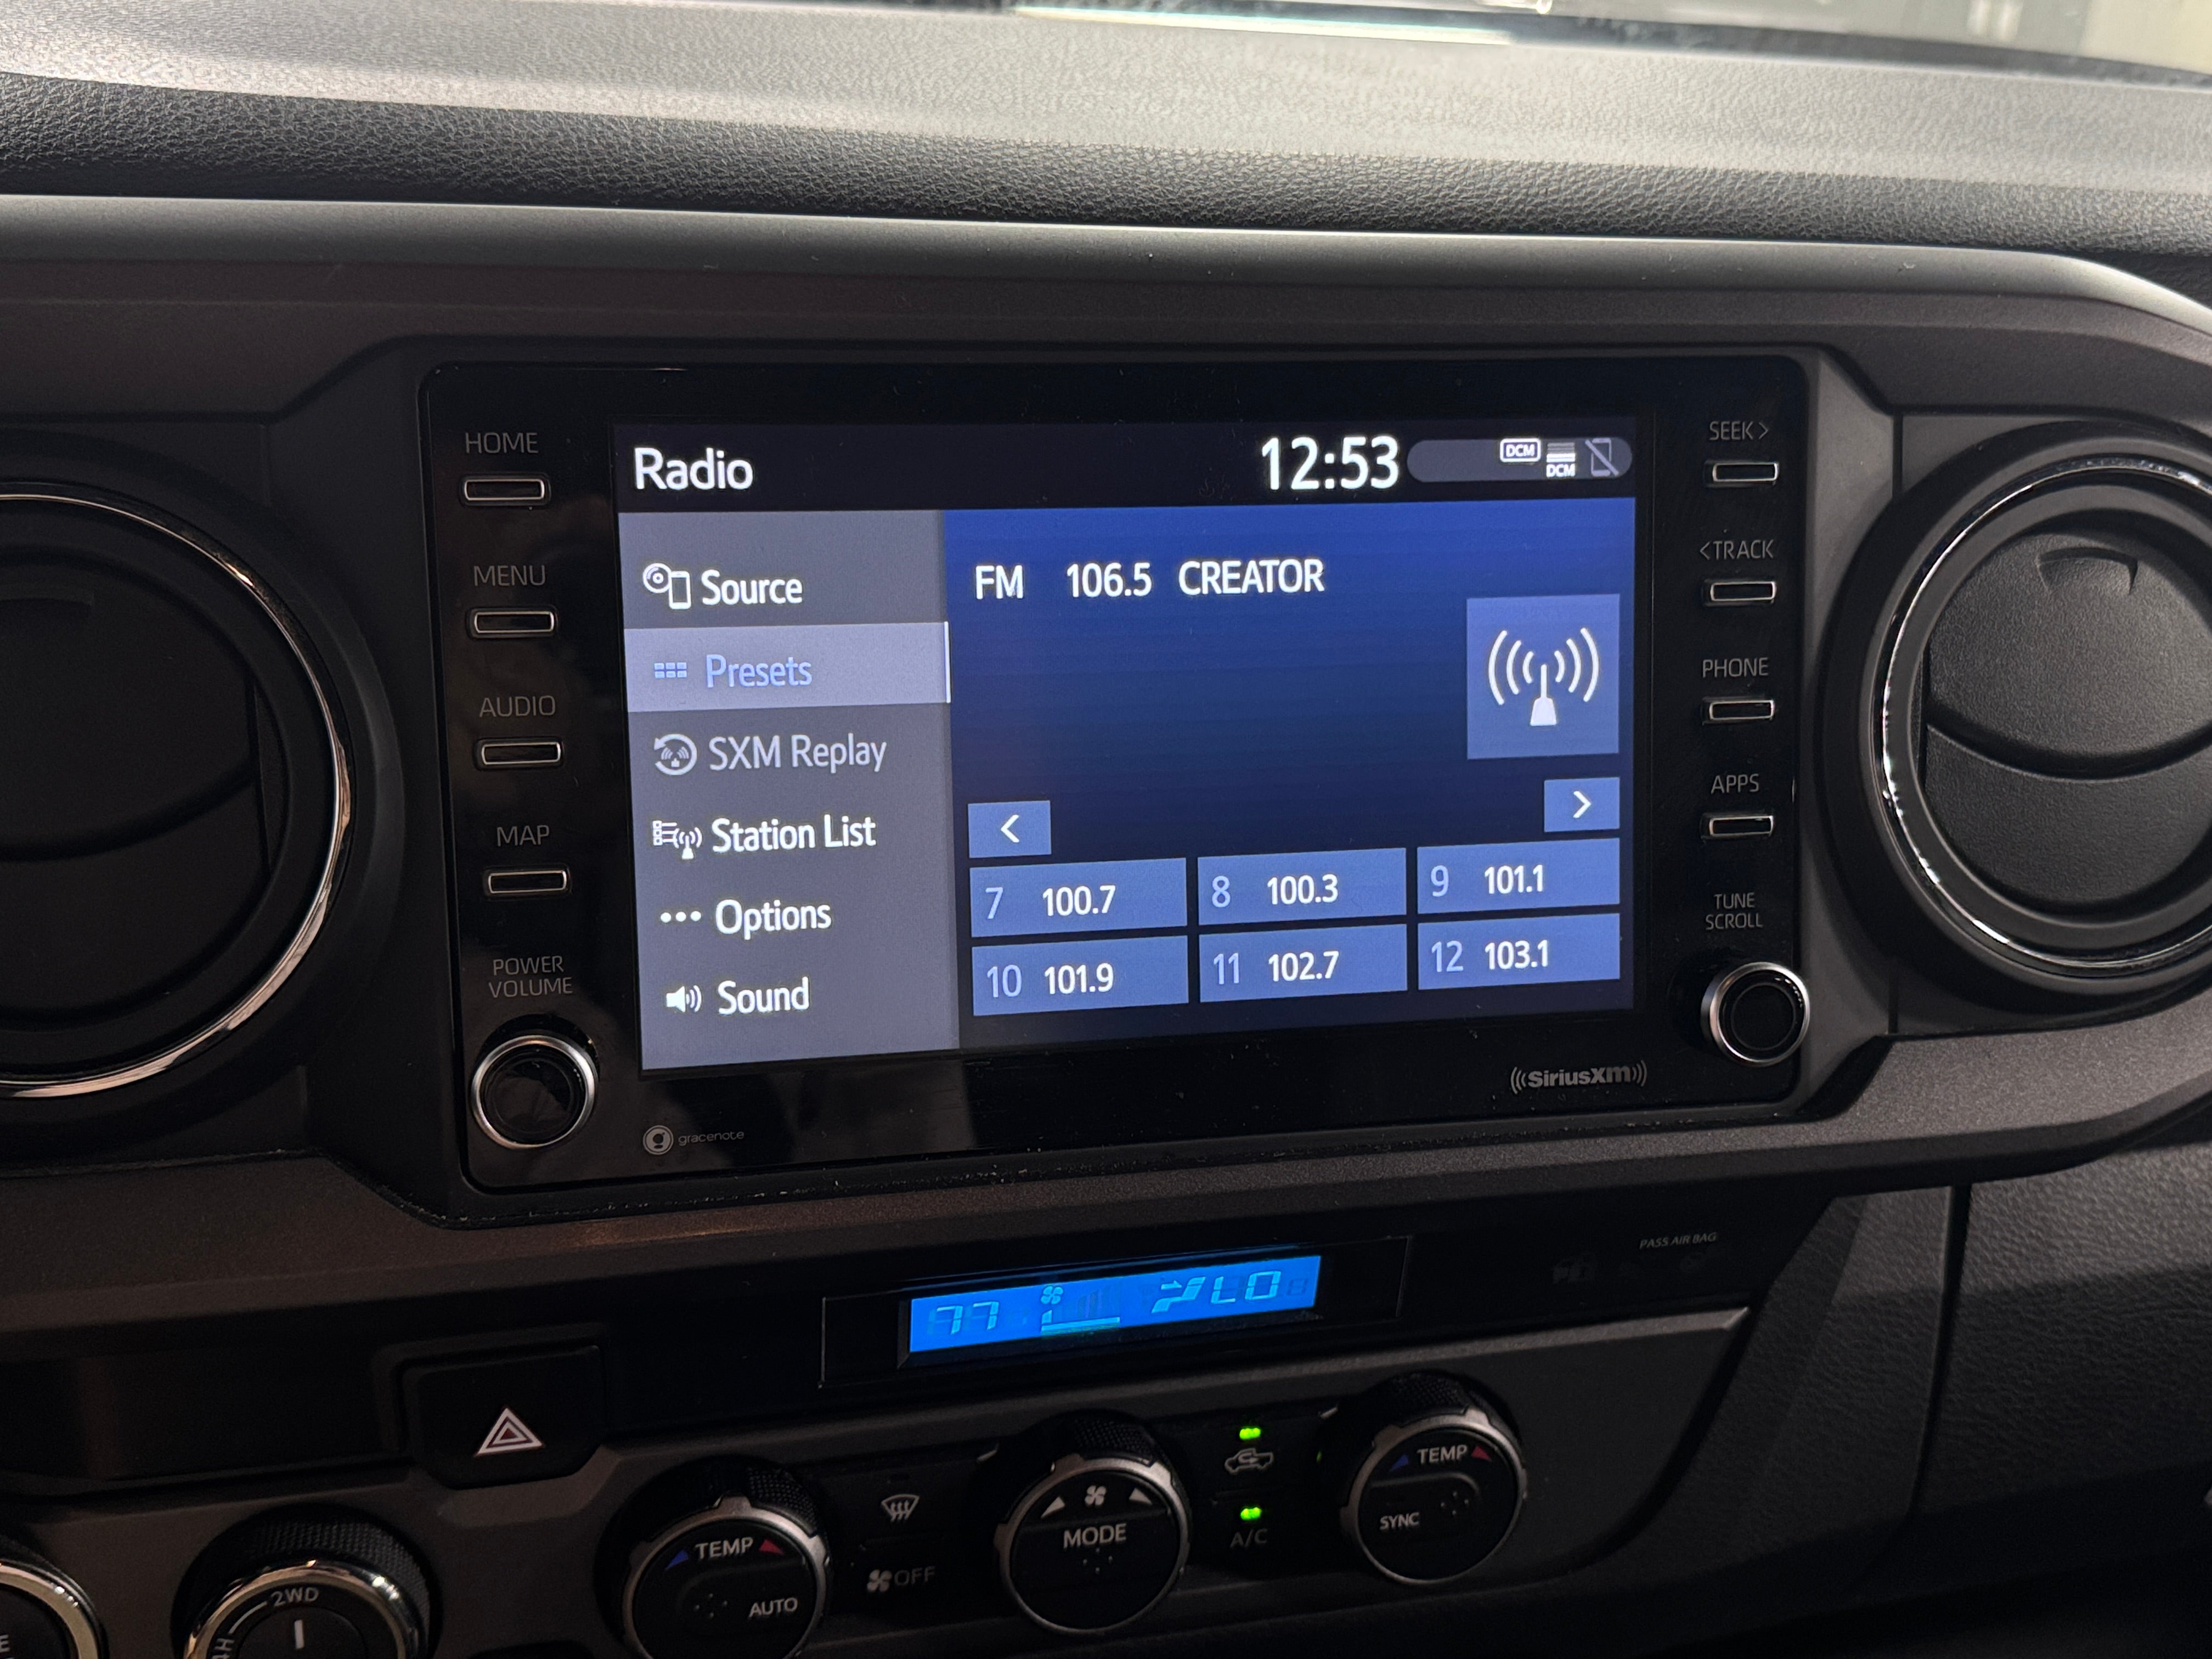 HOME
MENU
AUDIO
MAP
POWER
VOLUME
Radio
12:53
DCM
DCM
Source
Presets
SXM Replay
Station List
Options
Sound
FM 106.5 CREATOR
<
>
7 100.7
8 100.3
9 101.1
10 101.9
11 102.7
12 103.1
SEEK >
< TRACK
PHONE
APPS
TUNE
SCROLL
gracenote
((SiriusXM))
PASS AIR BAG
77
LO
TEMP
AUTO
OFF
MODE
A/C
TEMP
SYNC
2WD